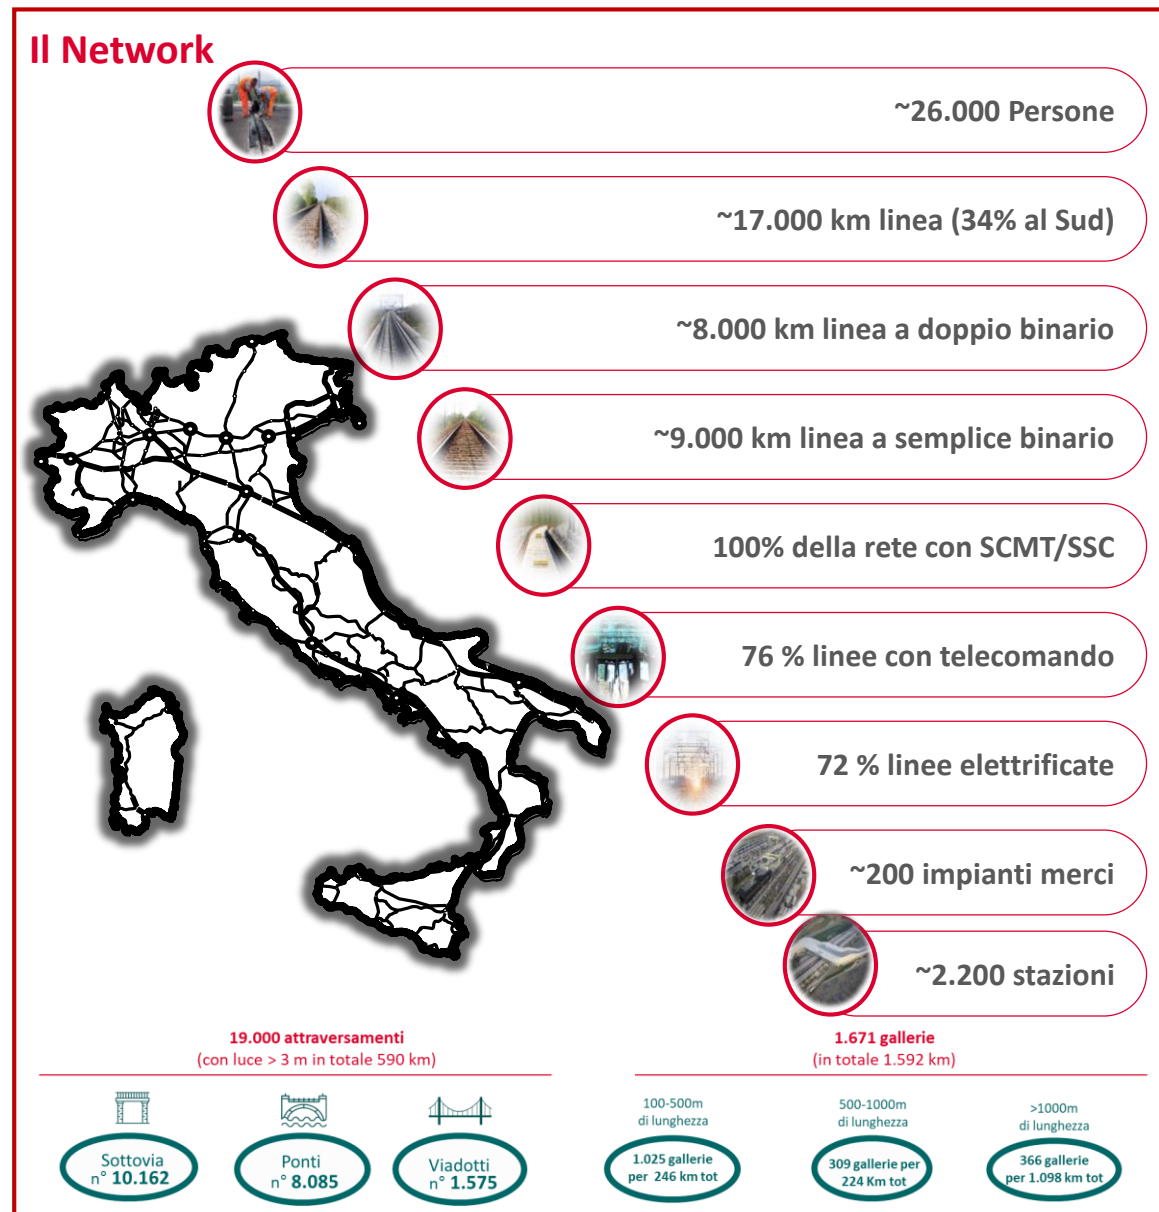 Il Network
~26.000 Persone
~17.000 km linea (34% al Sud)
~8.000 km linea a doppio binario
~9.000 km linea a semplice binario
100% della rete con SCMT/SSC
76 % linee con telecomando
72 % linee elettrificate
~200 impianti merci
~2.200 stazioni
19.000 attraversamenti
(con luce > 3 m in totale 590 km)
Sottovia
n° 10.162
Ponti
n° 8.085
Viadotti
n° 1.575
1.671 gallerie
(in totale 1.592 km)
100-500m
di lunghezza
1.025 gallerie
per 246 km tot
500-1000m
di lunghezza
309 gallerie per
224 Km tot
>1000m
di lunghezza
366 gallerie
per 1.098 km tot